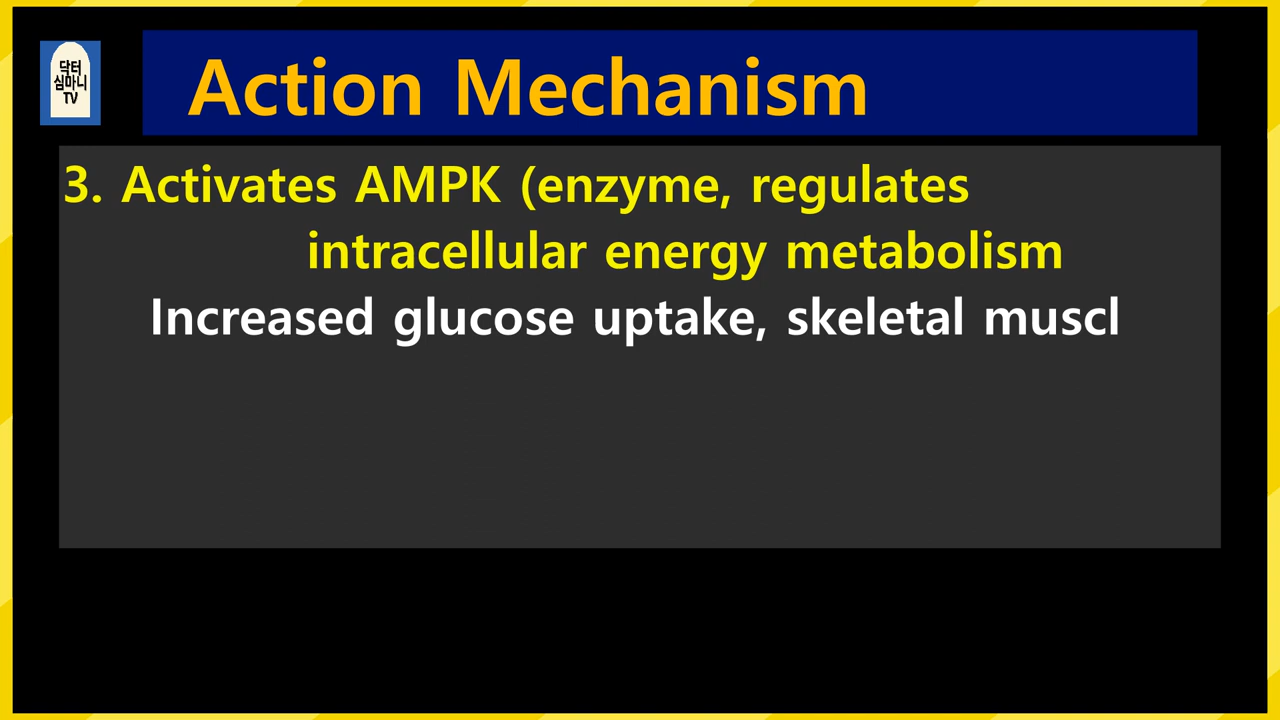 닥터
심마니
TV
Action Mechanism
3. Activates AMPK (enzyme, regulates
intracellular energy metabolism
Increased glucose uptake, skeletal muscl